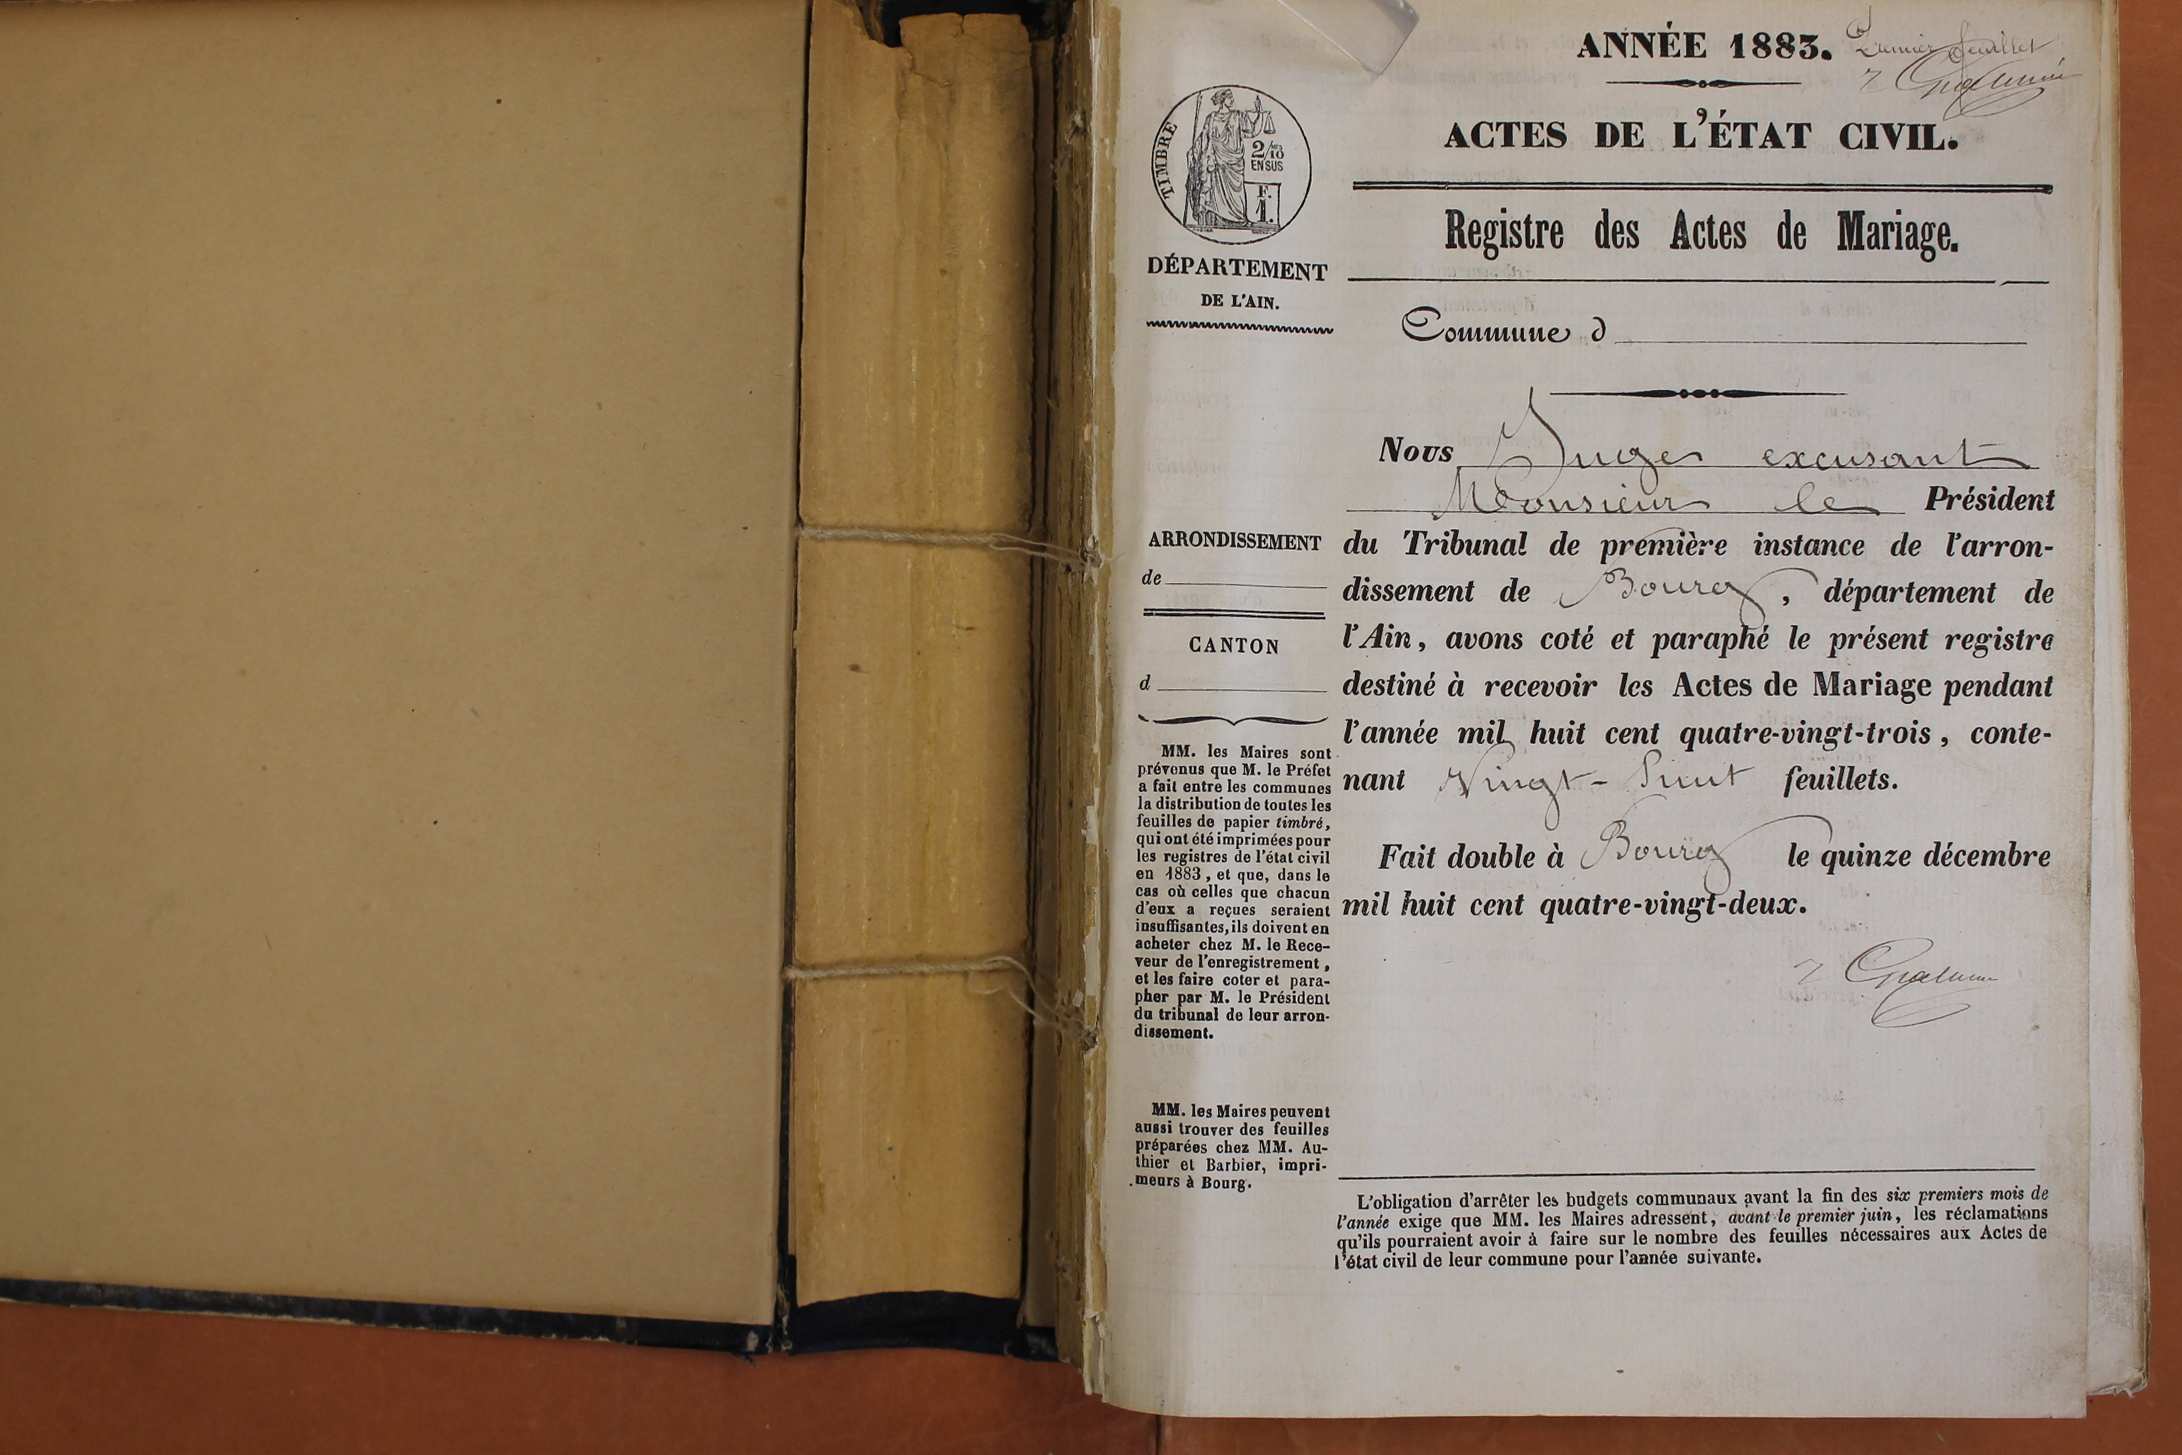 ANNÉE 1883.
Premier feuillet
ACTES DE L'ÉTAT CIVIL.
Registre des Actes de Mariage.
TIMBRE
2/10
EN SUS
F.
1.
DÉPARTEMENT
DE L'AIN.
Commune d
Nous Juge excusant
Monsieur le Président
du Tribunal de première instance de l'arron-
dissement de Bourg, département de
l'Ain, avons coté et paraphé le présent registre
destiné à recevoir les Actes de Mariage pendant
l'année mil huit cent quatre-vingt-trois, conte-
nant Vingt-huit feuillets.
Fait double à Bourg le quinze décembre
mil huit cent quatre-vingt-deux.
ARRONDISSEMENT
de
CANTON
d
MM. les Maires sont
prévenus que M. le Préfet
a fait entre les communes
la distribution de toutes les
feuilles de papier timbré,
qui ont été imprimées pour
les registres de l'état civil
en 1883, et que, dans le
cas où celles que chacun
d'eux a reçues seraient
insuffisantes, ils doivent en
acheter chez M. le Rece-
veur de l'enregistrement,
et les faire coter et para-
pher par M. le Président
du tribunal de leur arron-
dissement.
MM. les Maires peuvent
aussi trouver des feuilles
préparées chez MM. Au-
thier et Barbier, impri-
meurs à Bourg.
L'obligation d'arrêter les budgets communaux avant la fin des six premiers mois de
l'année exige que MM. les Maires adressent, avant le premier juin, les réclamations
qu'ils pourraient avoir à faire sur le nombre des feuilles nécessaires aux Actes de
l'état civil de leur commune pour l'année suivante.